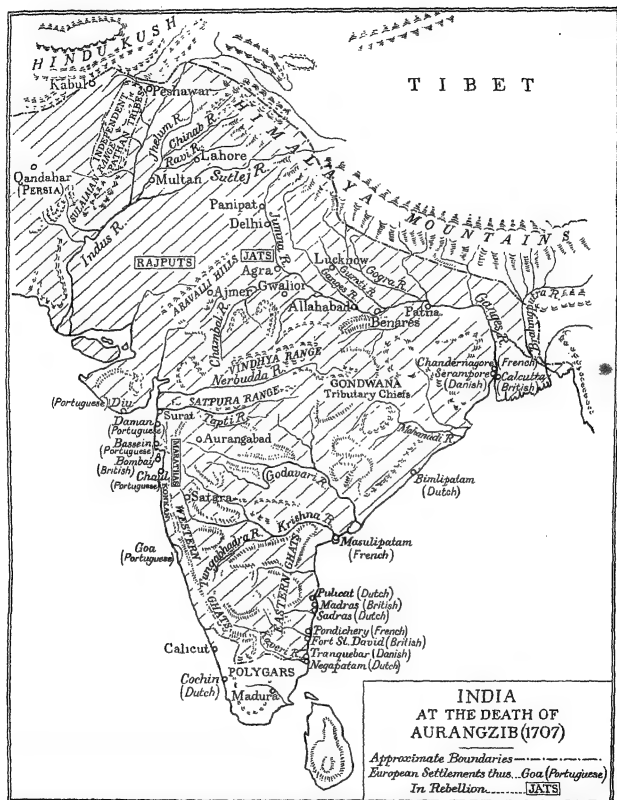 HINDU KUSH
Kabul
Peshawar
TIBET
INDEPENDENT
PATHAN TRIBES
SULAIMAN RANGE
Jhelum R.
Chinab R.
Ravi R.
Lahore
HIMALAYA MOUNTAINS
Qandahar
(PERSIA)
Multan
Sutlej R.
Panipat
Delhi
Jumna R.
Indus R.
RAJPUTS
JATS
Agra
Lucknow
Gogra R.
Gumti R.
Ganges R.
ARAVALLI HILLS
Ajmer
Gwalior
Chambal R.
Allahabad
Benares
Patna
Ganges R.
VINDHYA RANGE
Nerbudda R.
GONDWANA
Tributary Chiefs
Chandernagore (French)
Serampore
(Danish)
Calcutta
(British)
(Portuguese) Diu
SATPURA RANGE
Surat
Tapti R.
Daman
(Portuguese)
Bassein
(Portuguese)
Bombay
(British)
Chaul
(Portuguese)
MARATHAS
KONKAN
Aurangabad
Mahanadi R.
Godavari R.
Bimlipatam
(Dutch)
Satara
WESTERN GHATS
Krishna R.
Tungabhadra R.
Masulipatam
(French)
Goa
(Portuguese)
EASTERN GHATS
Pulicat (Dutch)
Madras (British)
Sadras (Dutch)
Pondichery (French)
Fort St. David (British)
Kaveri R.
Tranquebar (Danish)
Negapatam (Dutch)
Calicut
POLYGARS
Cochin
(Dutch)
Madura
INDIA
AT THE DEATH OF
AURANGZIB (1707)
Approximate Boundaries
European Settlements thus... Goa (Portuguese)
In Rebellion........ JATS